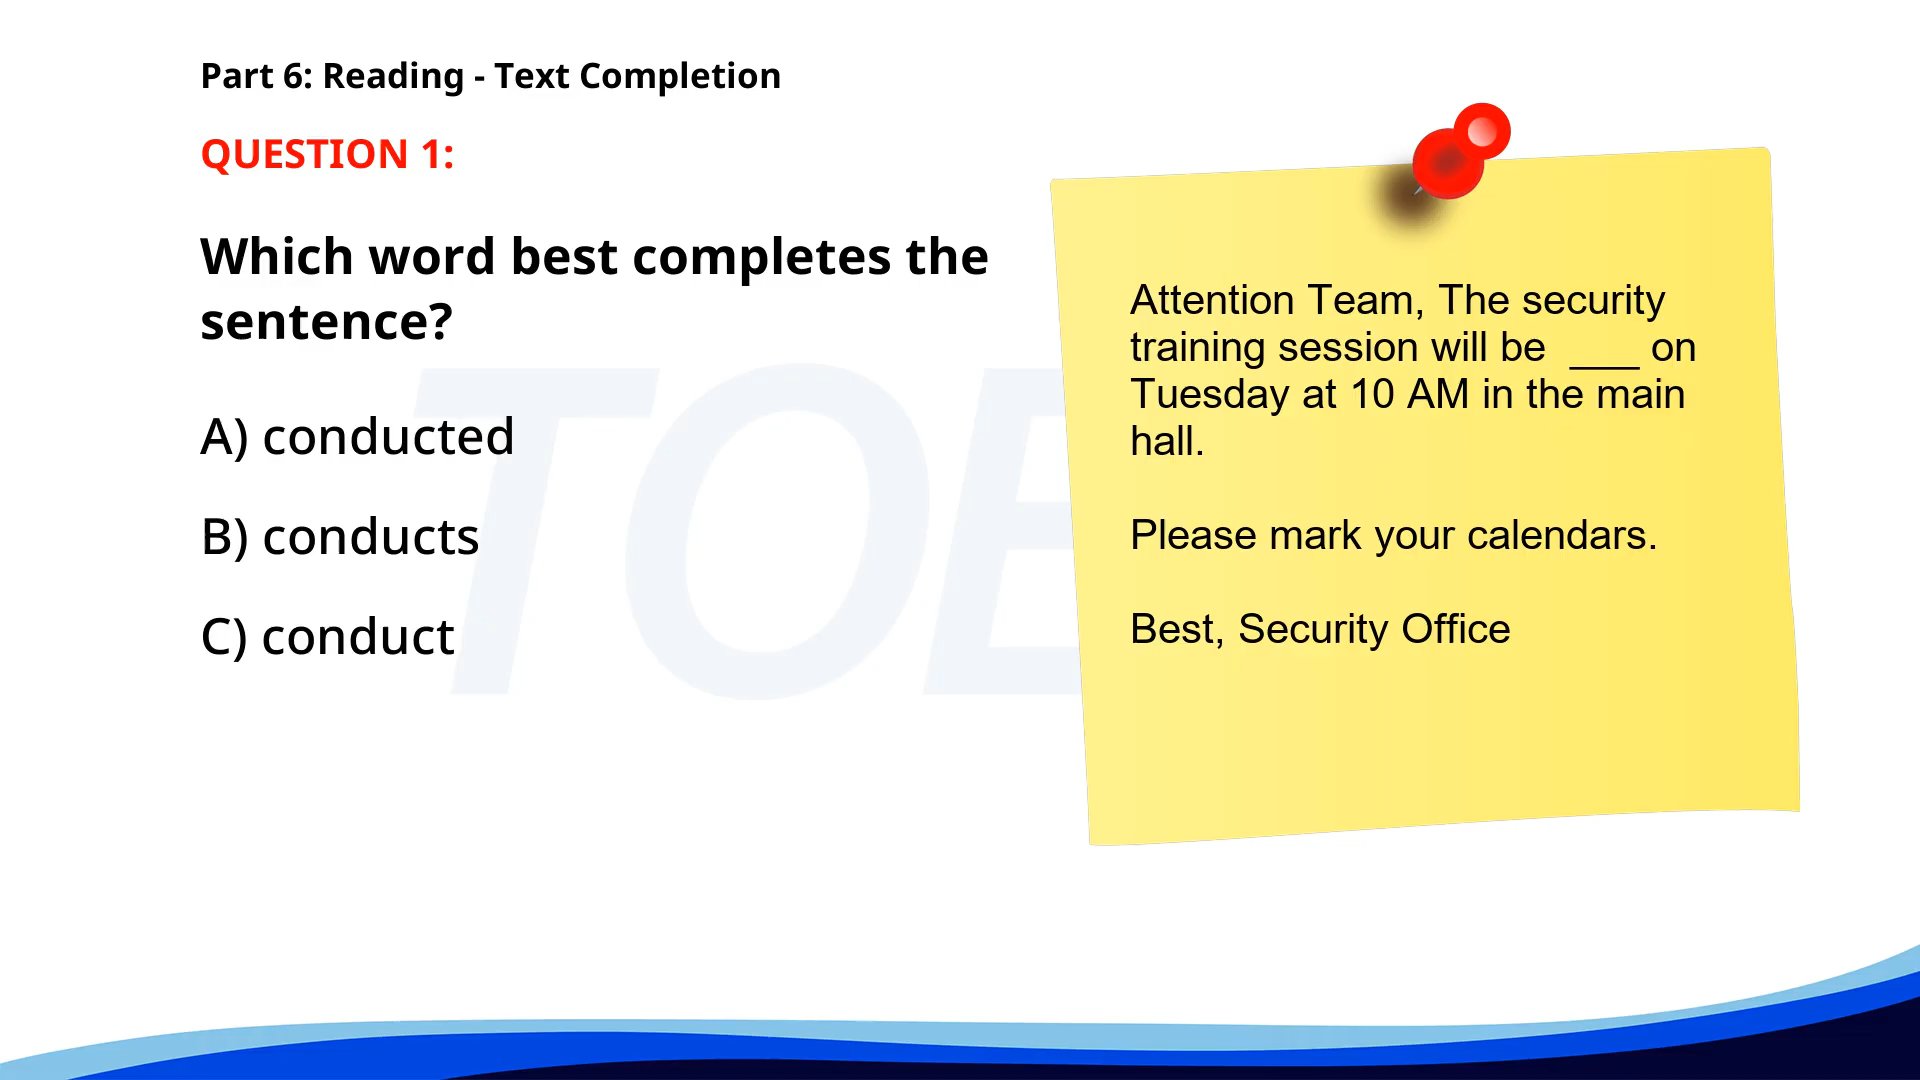 Part 6: Reading - Text Completion
QUESTION 1:
Which word best completes the
sentence?
A) conducted
B) conducts
C) conduct
Attention Team, The security
training session will be ___ on
Tuesday at 10 AM in the main
hall.
Please mark your calendars.
Best, Security Office
TOE